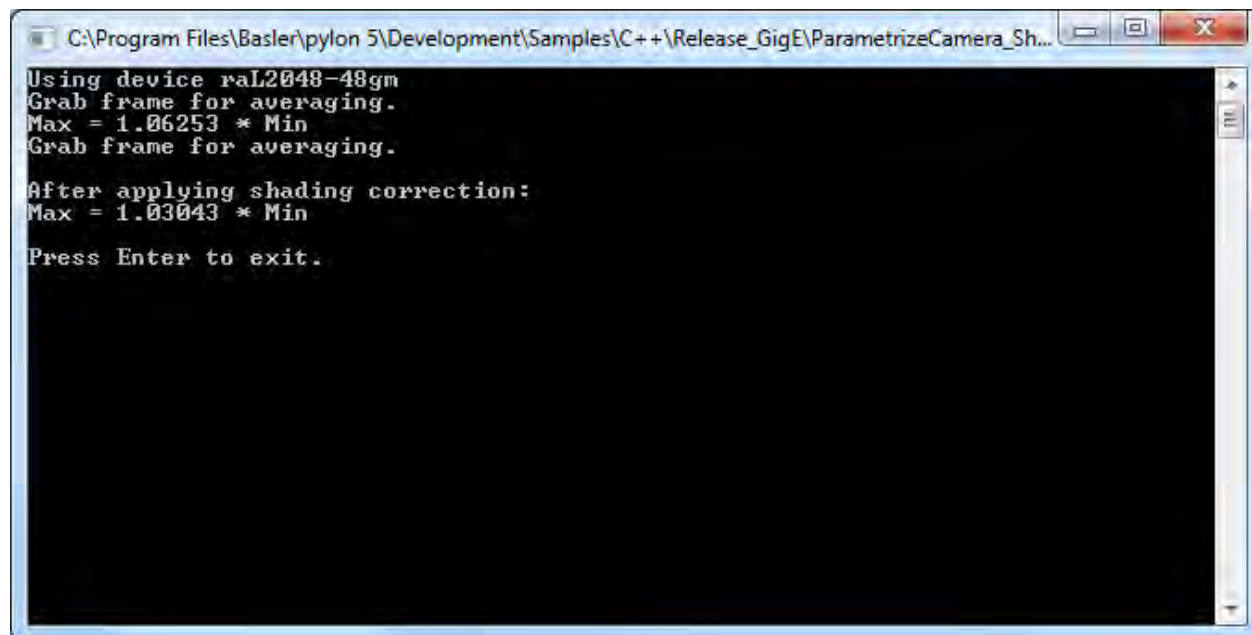 C:\Program Files\Basler\pylon 5\Development\Samples\C++\Release_GigE\ParametrizeCamera_Sh...
Using device raL2048-48gm
Grab frame for averaging.
Max = 1.06253 * Min
Grab frame for averaging.
After applying shading correction:
Max = 1.03043 * Min
Press Enter to exit.